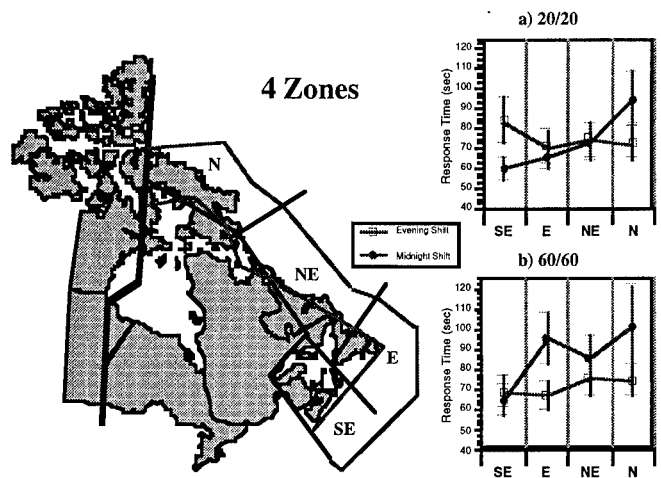 4 Zones
N
NE
E
SE
Evening Shift
Midnight Shift
a) 20/20
Response Time (sec)
120
110
100
90
80
70
60
50
40
SE E NE N
b) 60/60
Response Time (sec)
120
110
100
90
80
70
60
50
40
SE E NE N